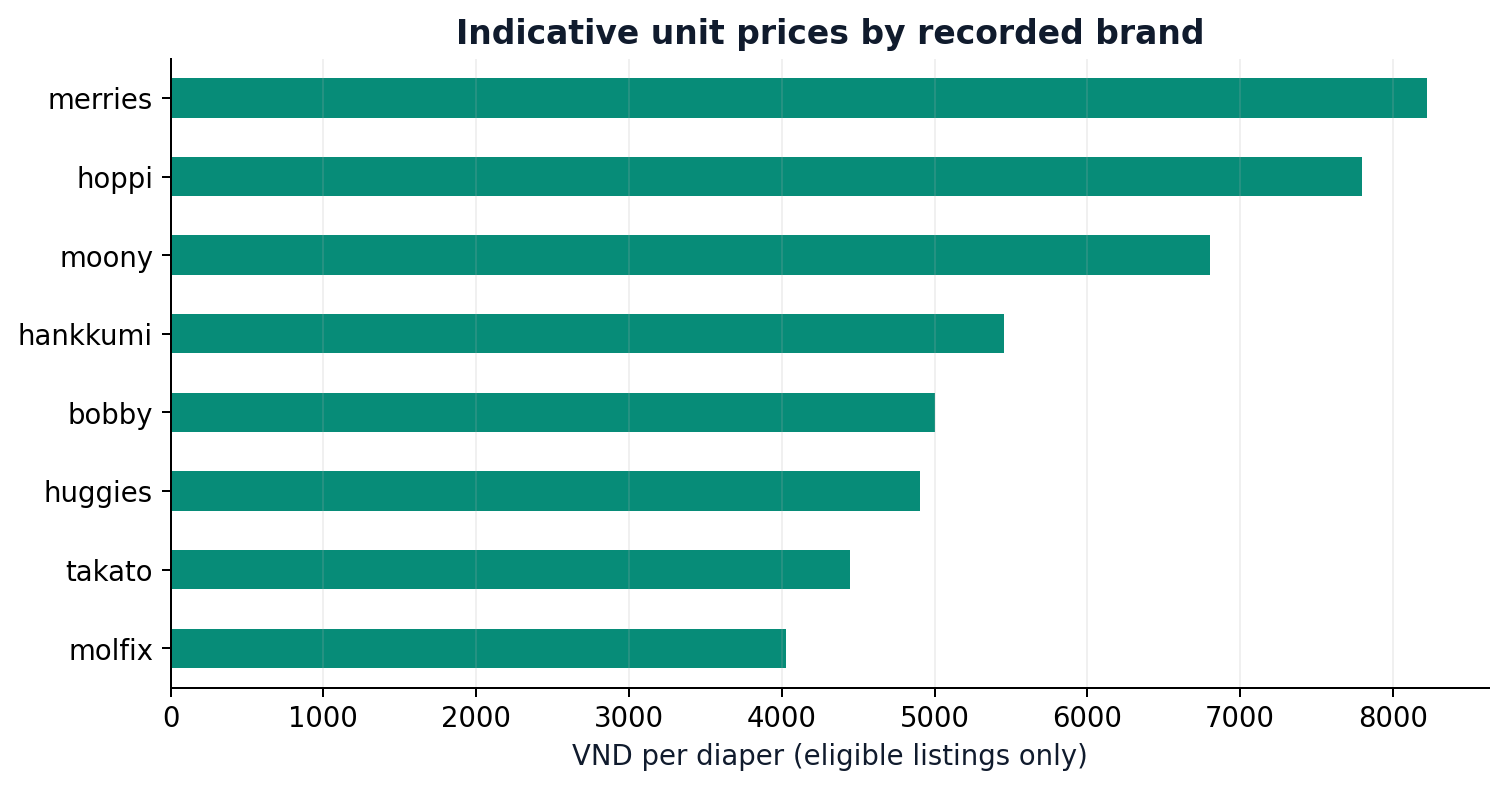 Indicative unit prices by recorded brand
merries
hoppi
moony
hankkumi
bobby
huggies
takato
molfix
0 1000 2000 3000 4000 5000 6000 7000 8000
VND per diaper (eligible listings only)